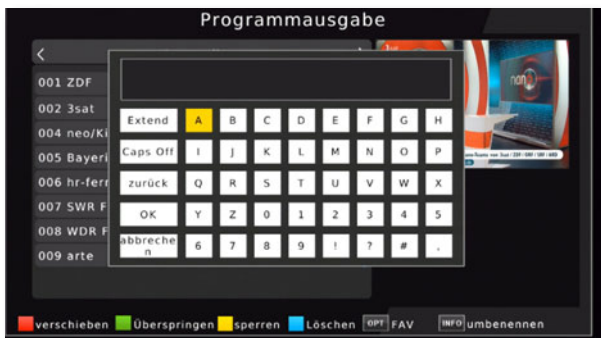 Programmausgabe
001 ZDF
002 3sat
004 neo/Ki
005 Bayeri
006 hr-fern
007 SWR F
008 WDR F
009 arte
Extend A B C D E F G H
Caps Off I J K L M N O P
zurück Q R S T U V W X
OK Y Z 0 1 2 3 4 5
abbreche
n
6 7 8 9 ! ? # .
nano
verschieben Überspringen sperren Löschen OPT FAV INFO umbenennen